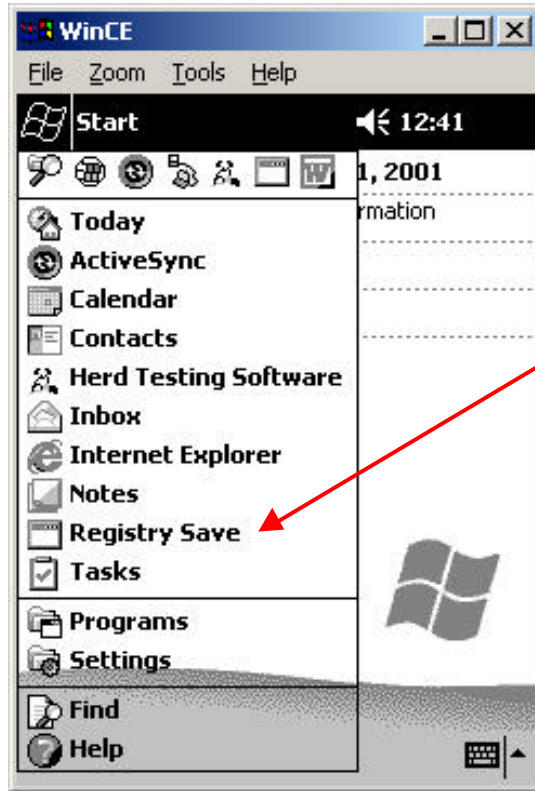 WinCE
File Zoom Tools Help
Start 12:41
1, 2001
rmation
Today
ActiveSync
Calendar
Contacts
Herd Testing Software
Inbox
Internet Explorer
Notes
Registry Save
Tasks
Programs
Settings
Find
Help